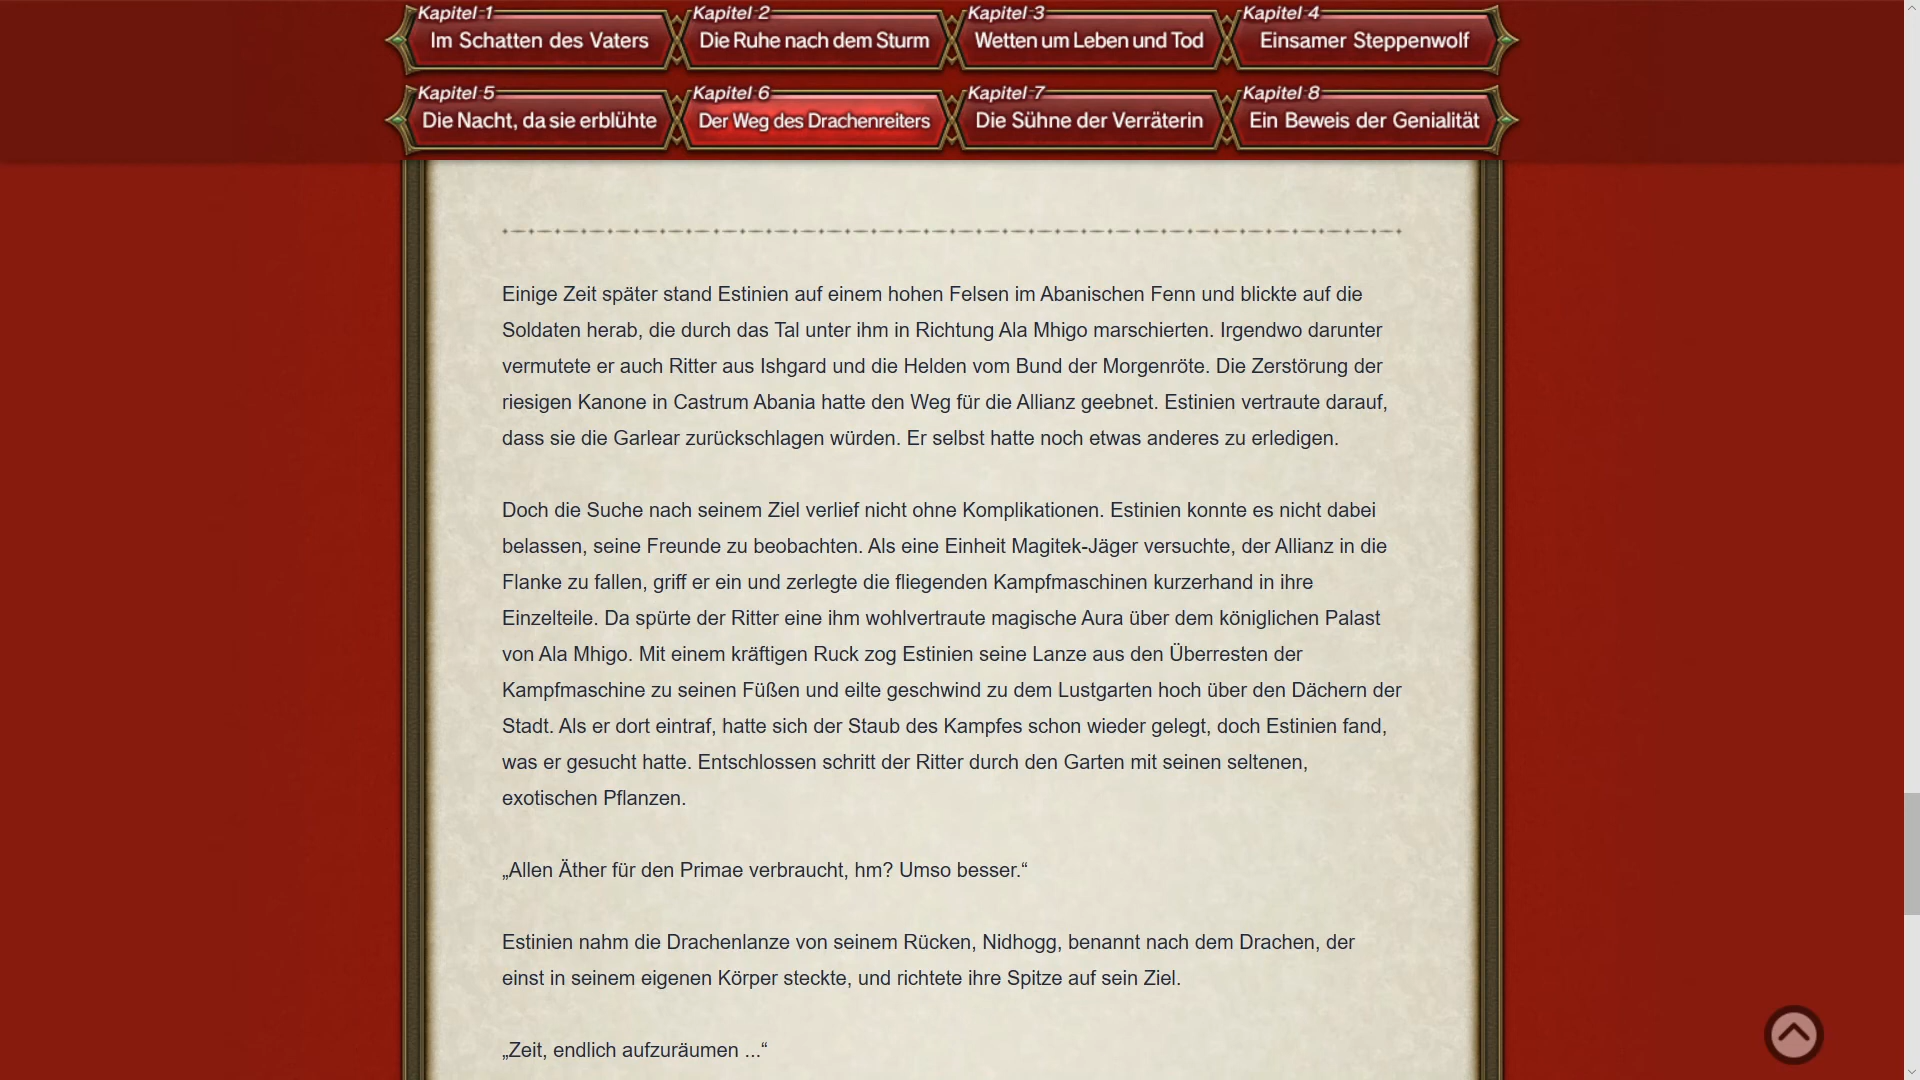 Kapitel 1
Im Schatten des Vaters
Kapitel 2
Die Ruhe nach dem Sturm
Kapitel 3
Wetten um Leben und Tod
Kapitel 4
Einsamer Steppenwolf
Kapitel 5
Die Nacht, da sie erblühte
Kapitel 6
Der Weg des Drachenreiters
Kapitel 7
Die Sühne der Verräterin
Kapitel 8
Ein Beweis der Genialität
Einige Zeit später stand Estinien auf einem hohen Felsen im Abanischen Fenn und blickte auf die
Soldaten herab, die durch das Tal unter ihm in Richtung Ala Mhigo marschierten. Irgendwo darunter
vermutete er auch Ritter aus Ishgard und die Helden vom Bund der Morgenröte. Die Zerstörung der
riesigen Kanone in Castrum Abania hatte den Weg für die Allianz geebnet. Estinien vertraute darauf,
dass sie die Garlear zurückschlagen würden. Er selbst hatte noch etwas anderes zu erledigen.
Doch die Suche nach seinem Ziel verlief nicht ohne Komplikationen. Estinien konnte es nicht dabei
belassen, seine Freunde zu beobachten. Als eine Einheit Magitek-Jäger versuchte, der Allianz in die
Flanke zu fallen, griff er ein und zerlegte die fliegenden Kampfmaschinen kurzerhand in ihre
Einzelteile. Da spürte der Ritter eine ihm wohlvertraute magische Aura über dem königlichen Palast
von Ala Mhigo. Mit einem kräftigen Ruck zog Estinien seine Lanze aus den Überresten der
Kampfmaschine zu seinen Füßen und eilte geschwind zu dem Lustgarten hoch über den Dächern der
Stadt. Als er dort eintraf, hatte sich der Staub des Kampfes schon wieder gelegt, doch Estinien fand,
was er gesucht hatte. Entschlossen schritt der Ritter durch den Garten mit seinen seltenen,
exotischen Pflanzen.
„Allen Äther für den Primae verbraucht, hm? Umso besser.“
Estinien nahm die Drachenlanze von seinem Rücken, Nidhogg, benannt nach dem Drachen, der
einst in seinem eigenen Körper steckte, und richtete ihre Spitze auf sein Ziel.
„Zeit, endlich aufzuräumen ...“